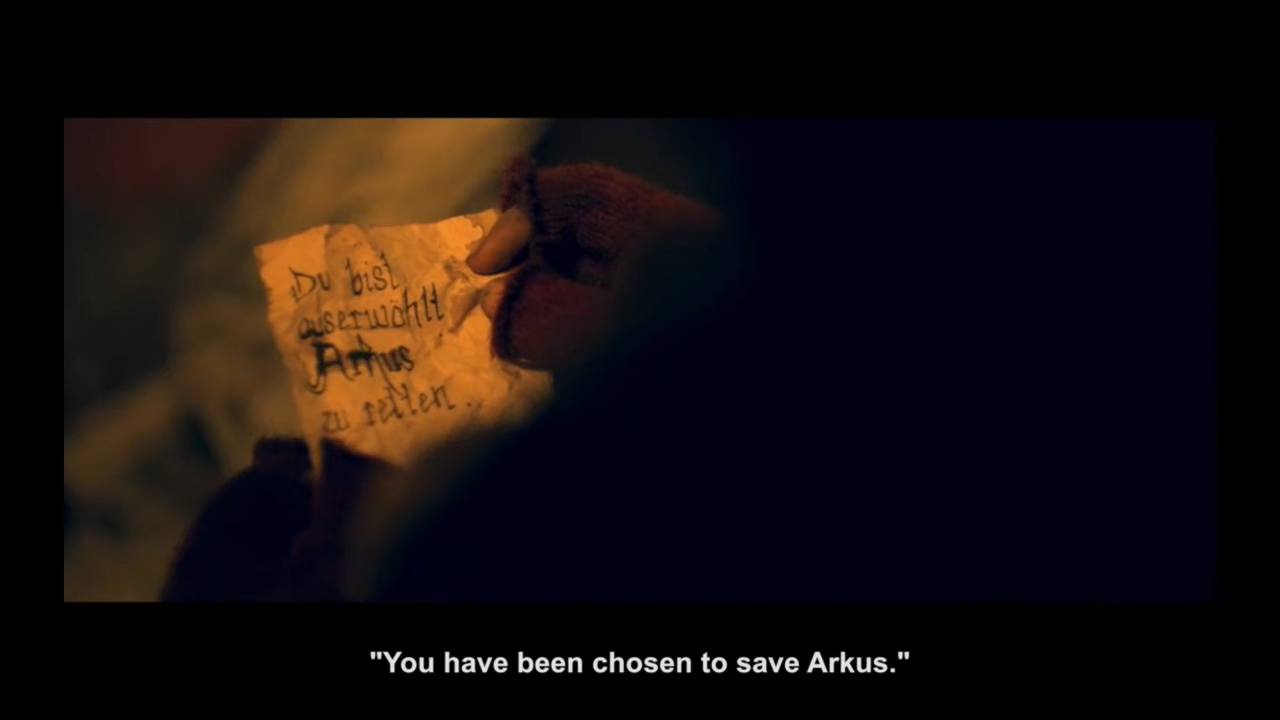 Du bist
auserwählt
Arkus
zu retten.
"You have been chosen to save Arkus."